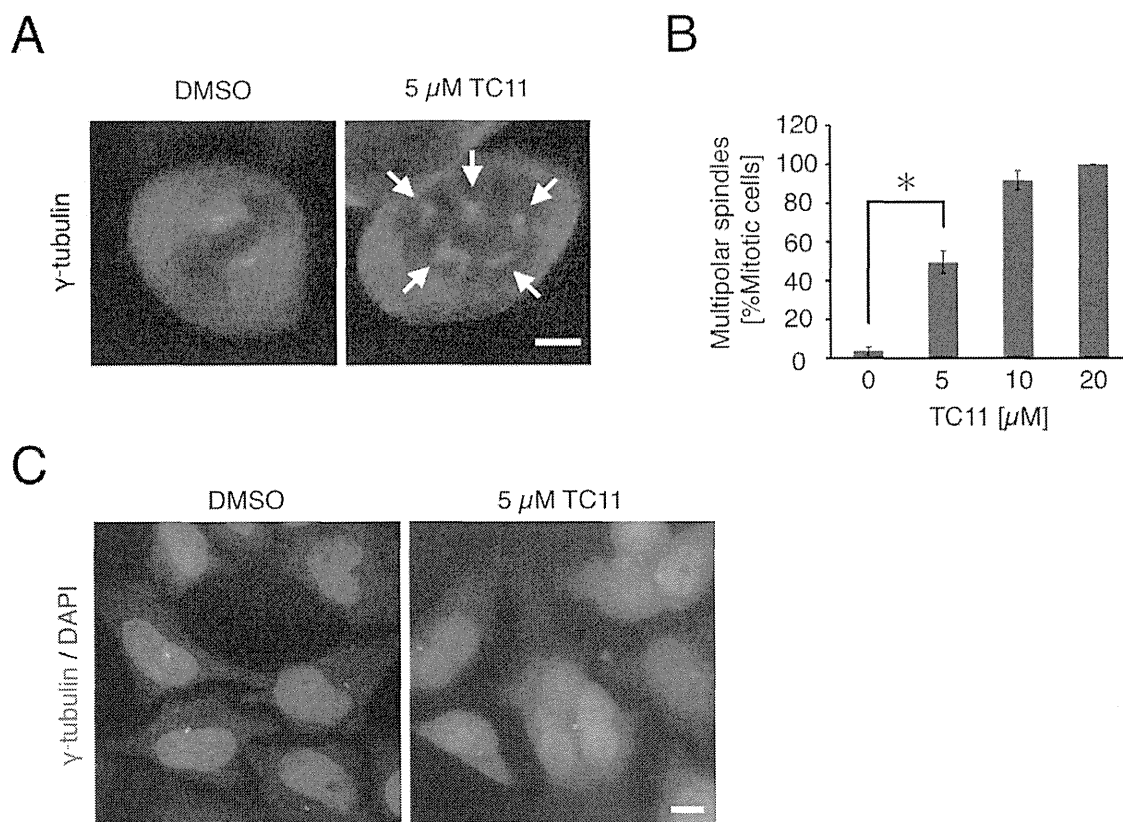 A
DMSO
5 µM TC11
γ-tubulin
B
Multipolar spindles
[%Mitotic cells]
120
100
80
60
40
20
0
*
0 5 10 20
TC11 [µM]
C
DMSO
5 µM TC11
γ-tubulin / DAPI